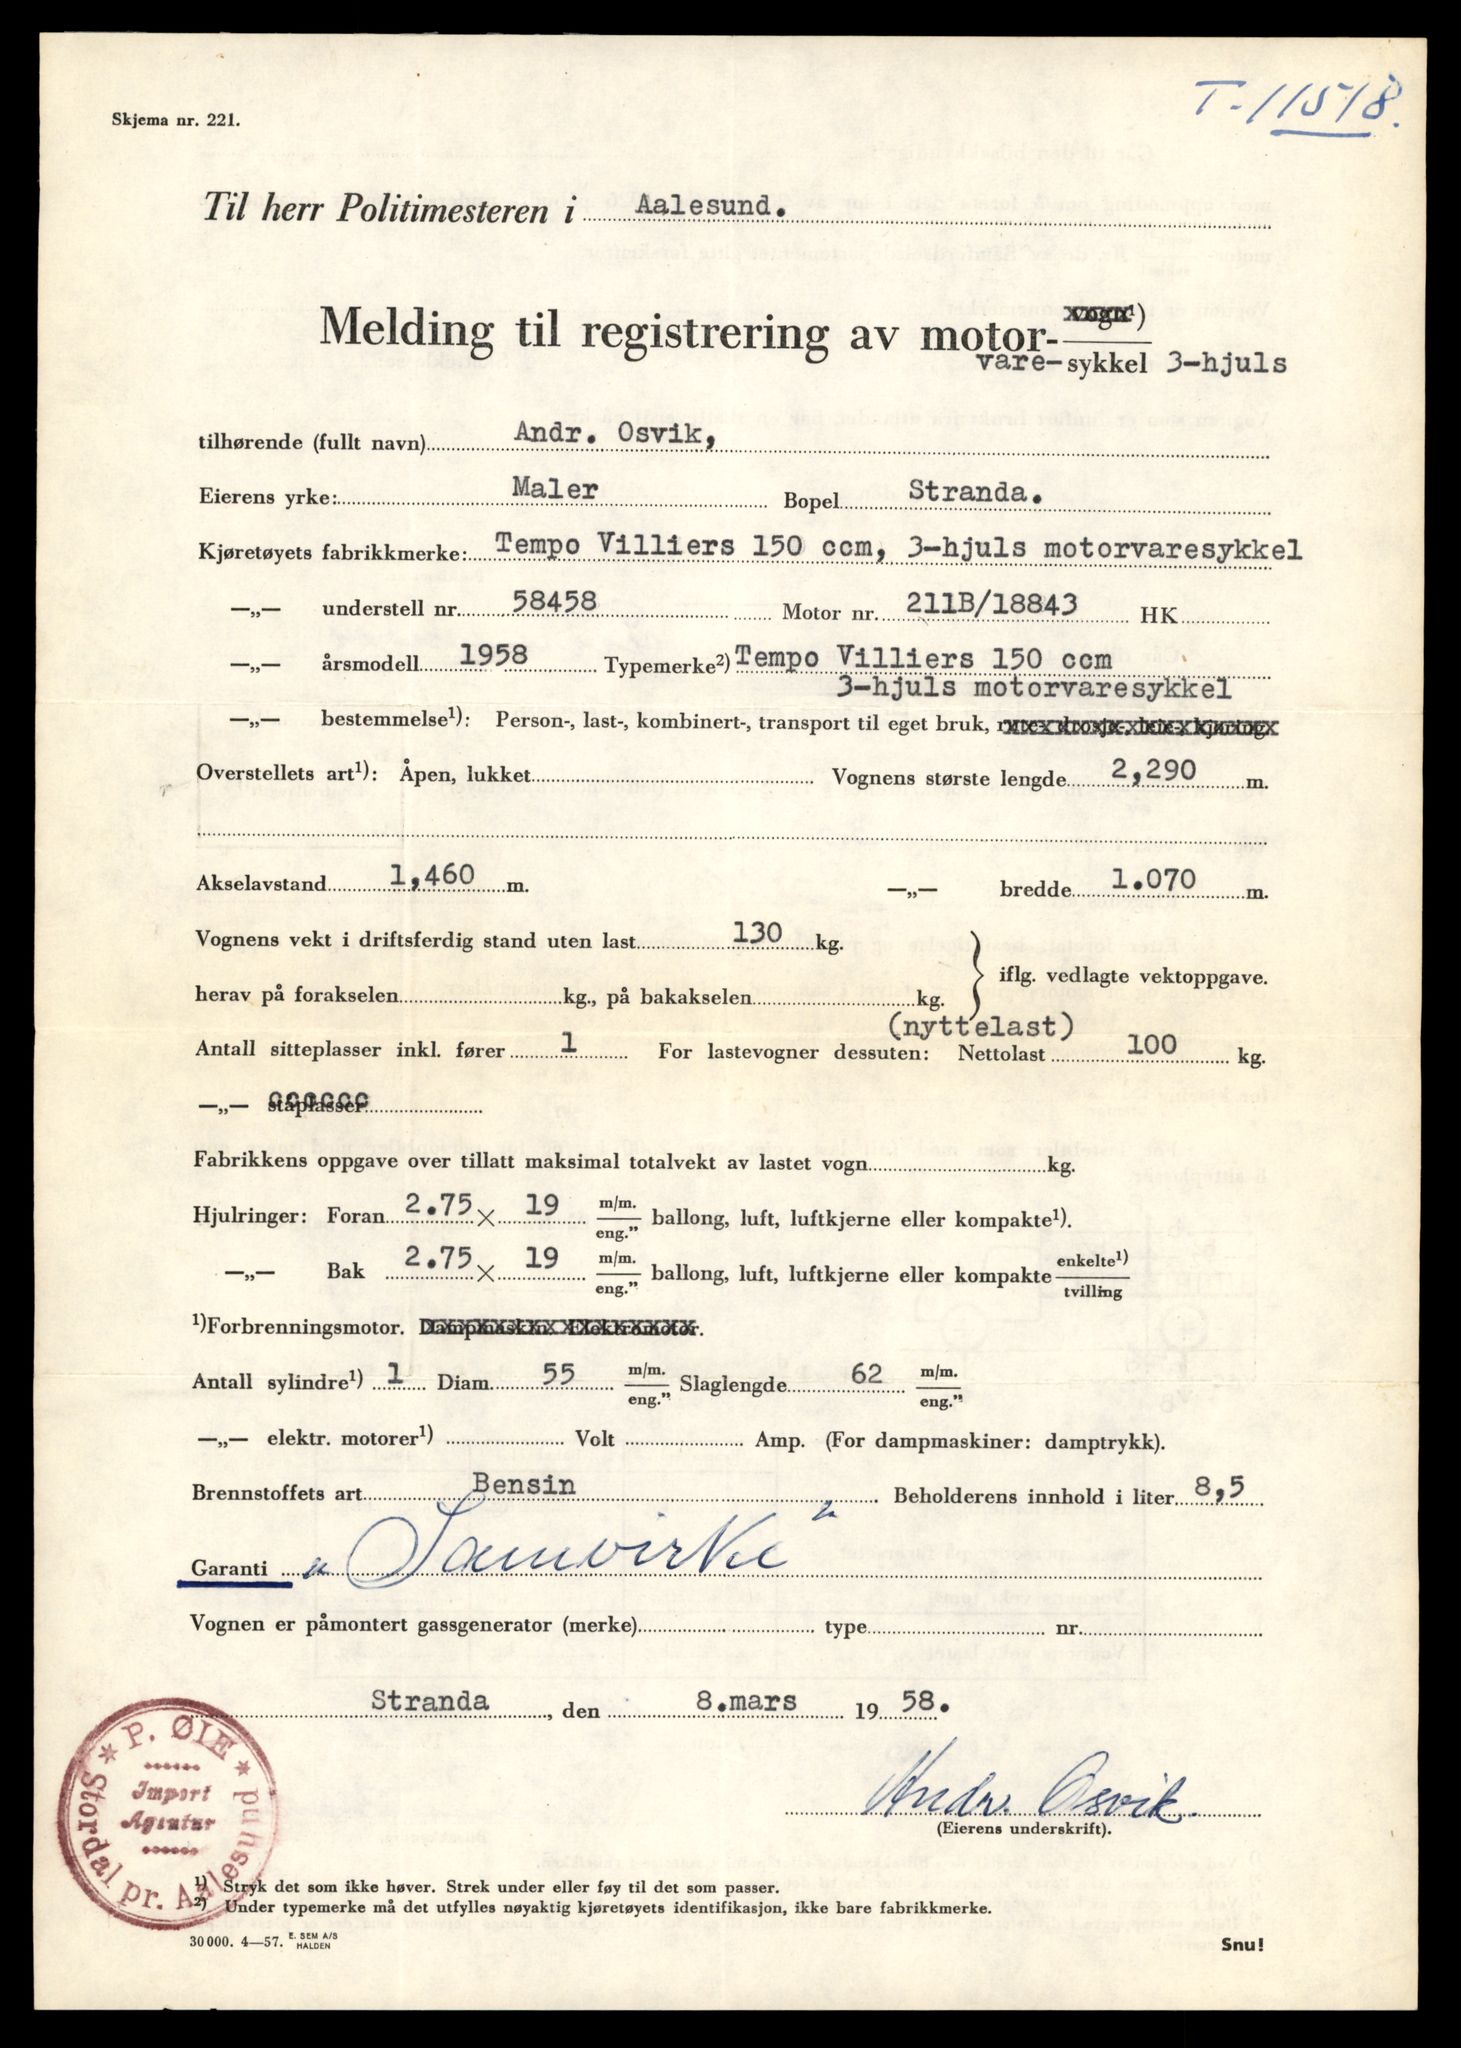 T-11518.
Skjema nr. 221.
Til herr Politimesteren i Aalesund.
Melding til registrering av motor-vogn¹)
vare-sykkel 3-hjuls
tilhørende (fullt navn) Andr. Osvik,
Eierens yrke: Maler Bopel Stranda.
Kjøretøyets fabrikkmerke: Tempo Villiers 150 ccm, 3-hjuls motorvaresykkel
—„— understell nr. 58458 Motor nr. 211B/18843 HK
—„— årsmodell 1958 Typemerke²) Tempo Villiers 150 ccm
3-hjuls motorvaresykkel
—„— bestemmelse¹): Person-, last-, kombinert-, transport til eget bruk, rute- drosje- leie- kjøring
Overstellets art¹): Åpen, lukket Vognens største lengde 2,290 m.
Akselavstand 1,460 m. —„— bredde 1.070 m.
Vognens vekt i driftsferdig stand uten last 130 kg.
iflg. vedlagte vektoppgave.
herav på forakselen kg., på bakakselen kg.
(nyttelast)
Antall sitteplasser inkl. fører 1 For lastevogner dessuten: Nettolast 100 kg.
—„— ståplasser
Fabrikkens oppgave over tillatt maksimal totalvekt av lastet vogn kg.
Hjulringer: Foran 2.75 × 19 m/m. eng.” ballong, luft, luftkjerne eller kompakte¹).
—„— Bak 2.75 × 19 m/m. eng.” ballong, luft, luftkjerne eller kompakte enkelte¹) tvilling
¹)Forbrenningsmotor. Dampmaskin. Elektromotor.
Antall sylindre¹) 1 Diam. 55 m/m. eng.” Slaglengde 62 m/m. eng.”
—„— elektr. motorer¹) Volt Amp. (For dampmaskiner: damptrykk).
Brennstoffets art Bensin Beholderens innhold i liter 8,5
Garanti „Samvirke"
Vognen er påmontert gassgenerator (merke) type nr.
Stranda, den 8.mars 1958.
Andr. Osvik.
(Eierens underskrift).
* P. ØIE *
Import
Agentur
Stordal pr. Aalesund
¹) Stryk det som ikke høver. Strek under eller føy til det som passer.
²) Under typemerke må det utfylles nøyaktig kjøretøyets identifikasjon, ikke bare fabrikkmerke.
30 000. 4—57. E. SEM A/S HALDEN
Snu!